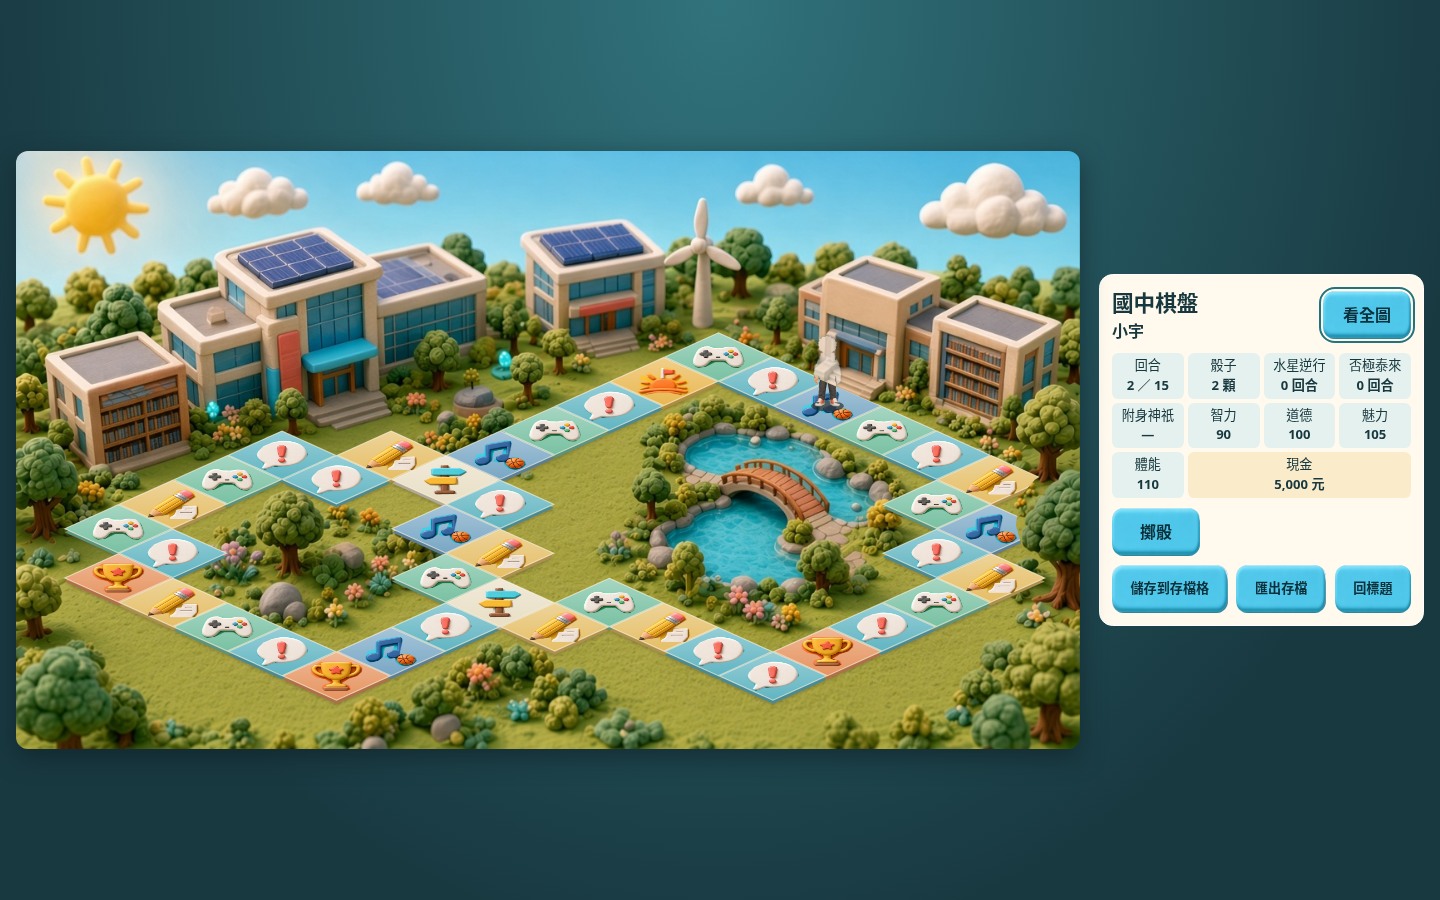 國中棋盤
小宇
看全圖
回合
2 ／ 15
骰子
2 顆
水星逆行
0 回合
否極泰來
0 回合
附身神祇
—
智力
90
道德
100
魅力
105
體能
110
現金
5,000 元
擲骰
儲存到存檔格
匯出存檔
回標題